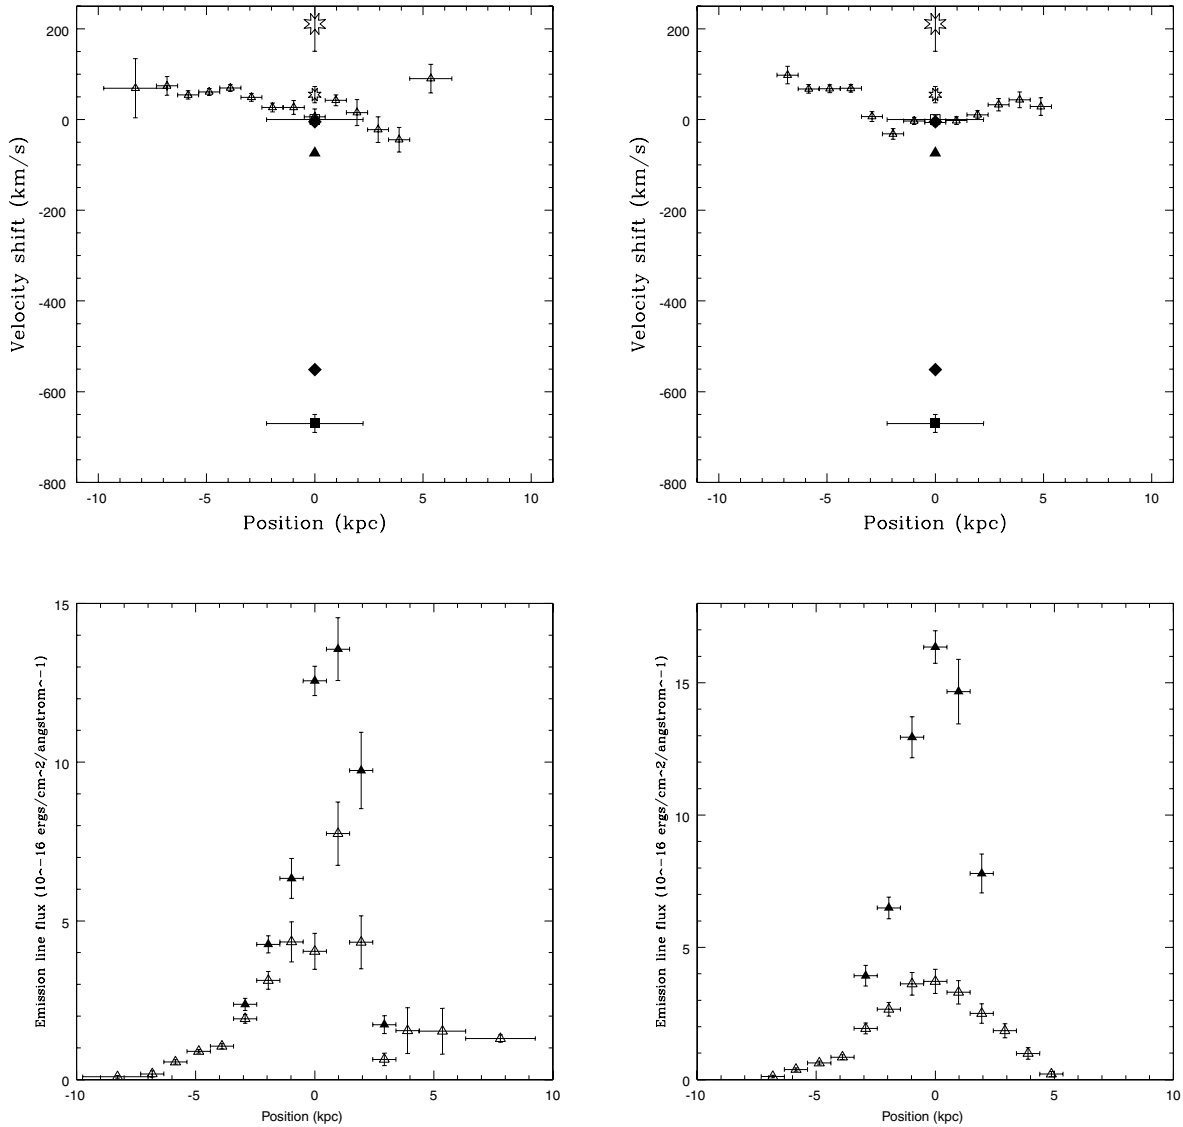 200
0
-200
-400
-600
-800
Velocity shift (km/s)
-10 -5 0 5 10
Position (kpc)
200
0
-200
-400
-600
-800
Velocity shift (km/s)
-10 -5 0 5 10
Position (kpc)
15
10
5
0
Emission line flux (10^-16 ergs/cm^2/angstrom^-1)
-10 -5 0 5 10
Position (kpc)
15
10
5
0
Emission line flux (10^-16 ergs/cm^2/angstrom^-1)
-10 -5 0 5 10
Position (kpc)